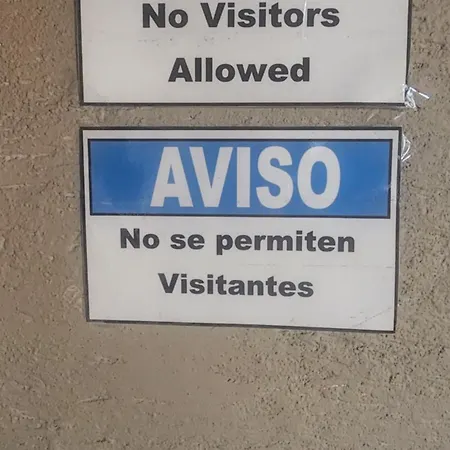 No Visitors
Allowed
AVISO
No se permiten
Visitantes